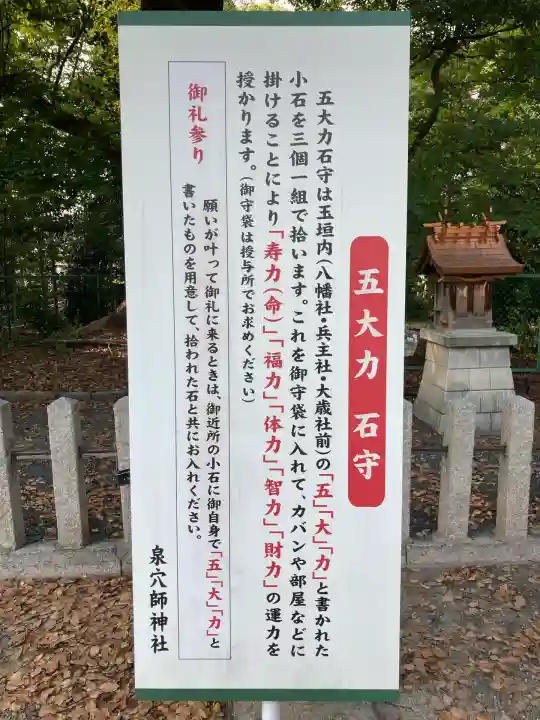 五大力 石守
五大力石守は玉垣内(八幡社・兵主社・大歳社前)の「五」「大」「力」と書かれた
小石を三個一組で拾います。これを御守袋に入れて、カバンや部屋などに
掛けることにより「寿力(命)」「福力」「体力」「智力」「財力」の運力を
授かります。(御守袋は授与所でお求めください)
御礼参り
願いが叶って御礼に来るときは、御近所の小石に御自身で「五」「大」「力」と
書いたものを用意して、拾われた石と共にお入れください。
泉穴師神社